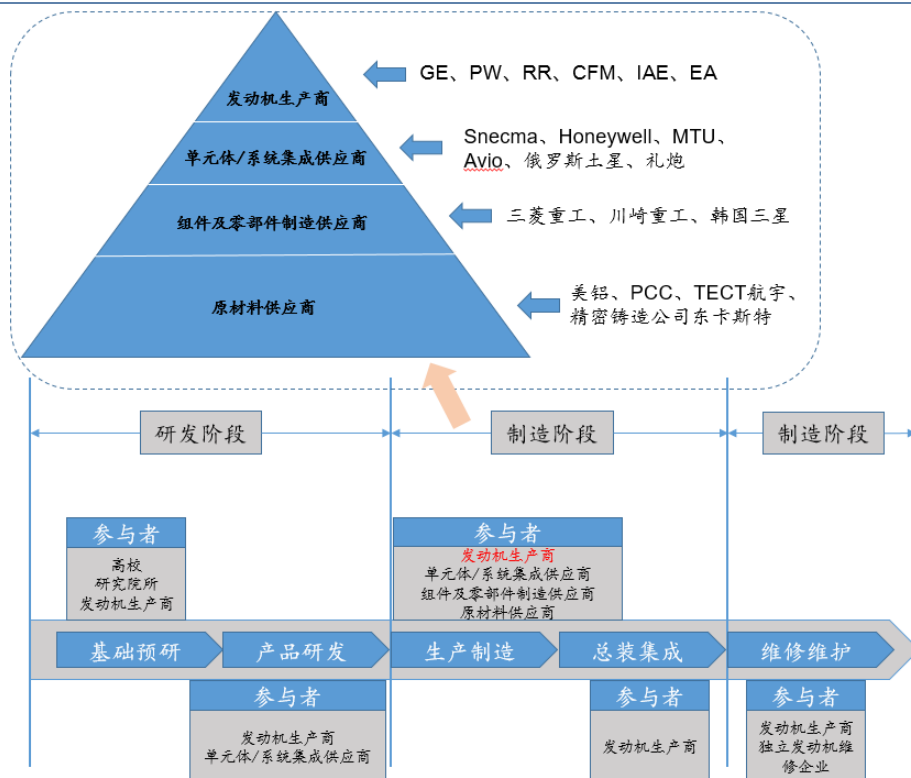 GE、PW、RR、CFM、IAE、EA
发动机生产商
Snecma、Honeywell、MTU、
Avio、俄罗斯土星、礼炮
单元体/系统集成供应商
三菱重工、川崎重工、韩国三星
组件及零部件制造供应商
美铝、PCC、TECT航宇、
精密铸造公司东卡斯特
原材料供应商
研发阶段
制造阶段
制造阶段
参与者
高校
研究院所
发动机生产商
参与者
发动机生产商
单元体/系统集成供应商
组件及零部件制造供应商
原材料供应商
基础预研
产品研发
生产制造
总装集成
维修维护
参与者
发动机生产商
单元体/系统集成供应商
参与者
发动机生产商
参与者
发动机生产商
独立发动机维
修企业